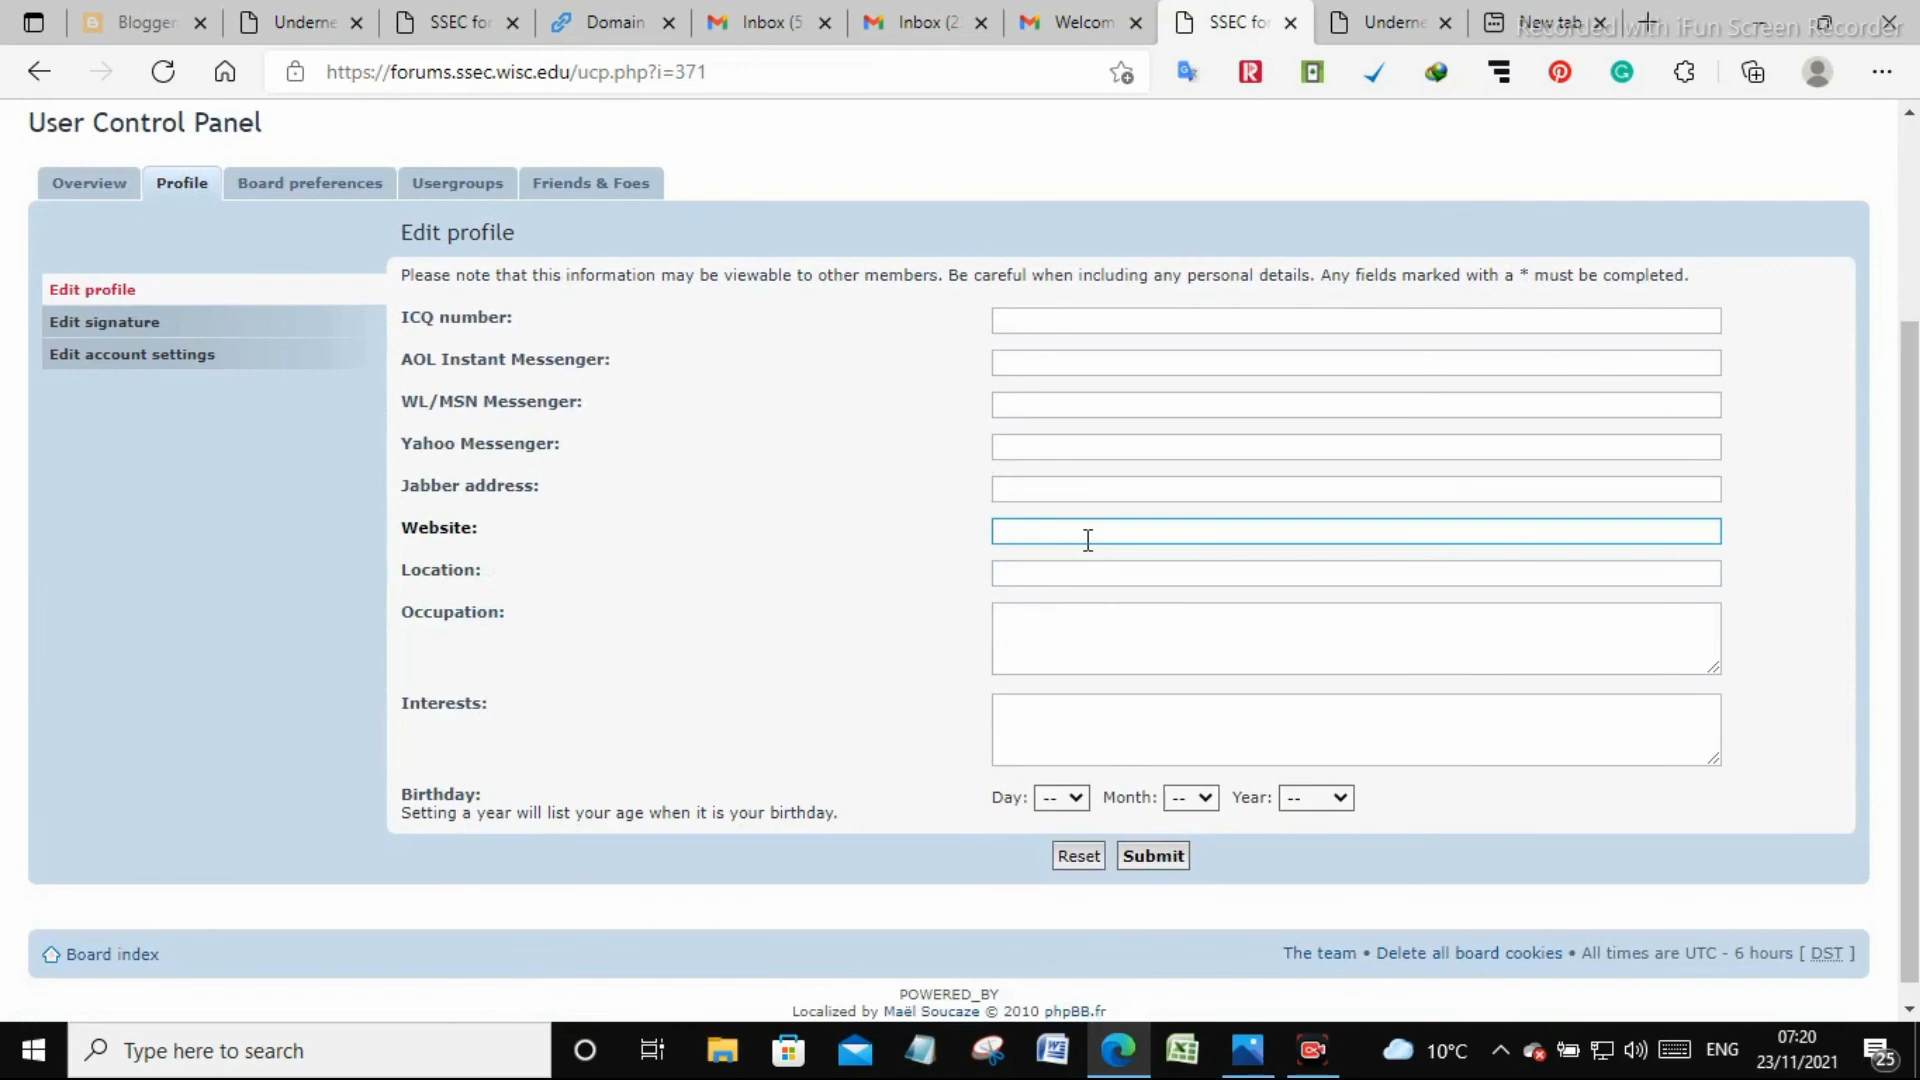 Blogger
Underne
SSEC fo
Domain
Inbox (5
Inbox (2
Welcom
SSEC fo
Underne
New tab
Recorded with iFun Screen Recorder
https://forums.ssec.wisc.edu/ucp.php?i=371
User Control Panel
Overview
Profile
Board preferences
Usergroups
Friends & Foes
Edit profile
Please note that this information may be viewable to other members. Be careful when including any personal details. Any fields marked with a * must be completed.
Edit profile
Edit signature
Edit account settings
ICQ number:
AOL Instant Messenger:
WL/MSN Messenger:
Yahoo Messenger:
Jabber address:
Website:
Location:
Occupation:
Interests:
Birthday:
Setting a year will list your age when it is your birthday.
Day: -- Month: -- Year: --
Reset
Submit
Board index
The team • Delete all board cookies • All times are UTC - 6 hours [ DST ]
POWERED_BY
Localized by Maël Soucaze © 2010 phpBB.fr
Type here to search
10°C
ENG
07:20
23/11/2021
25